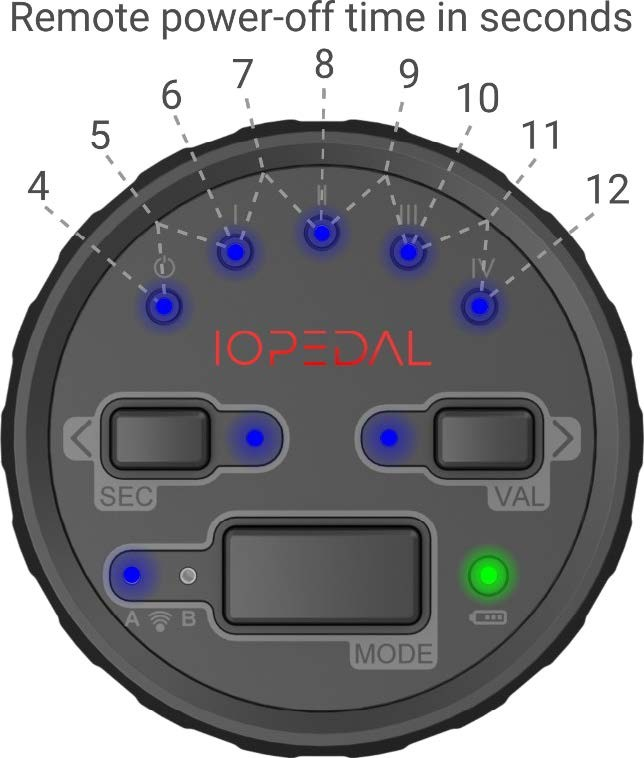 Remote power-off time in seconds
4 5 6 7 8 9 10 11 12
I II III IV
IOPEDAL
< >
SEC VAL
A B
MODE